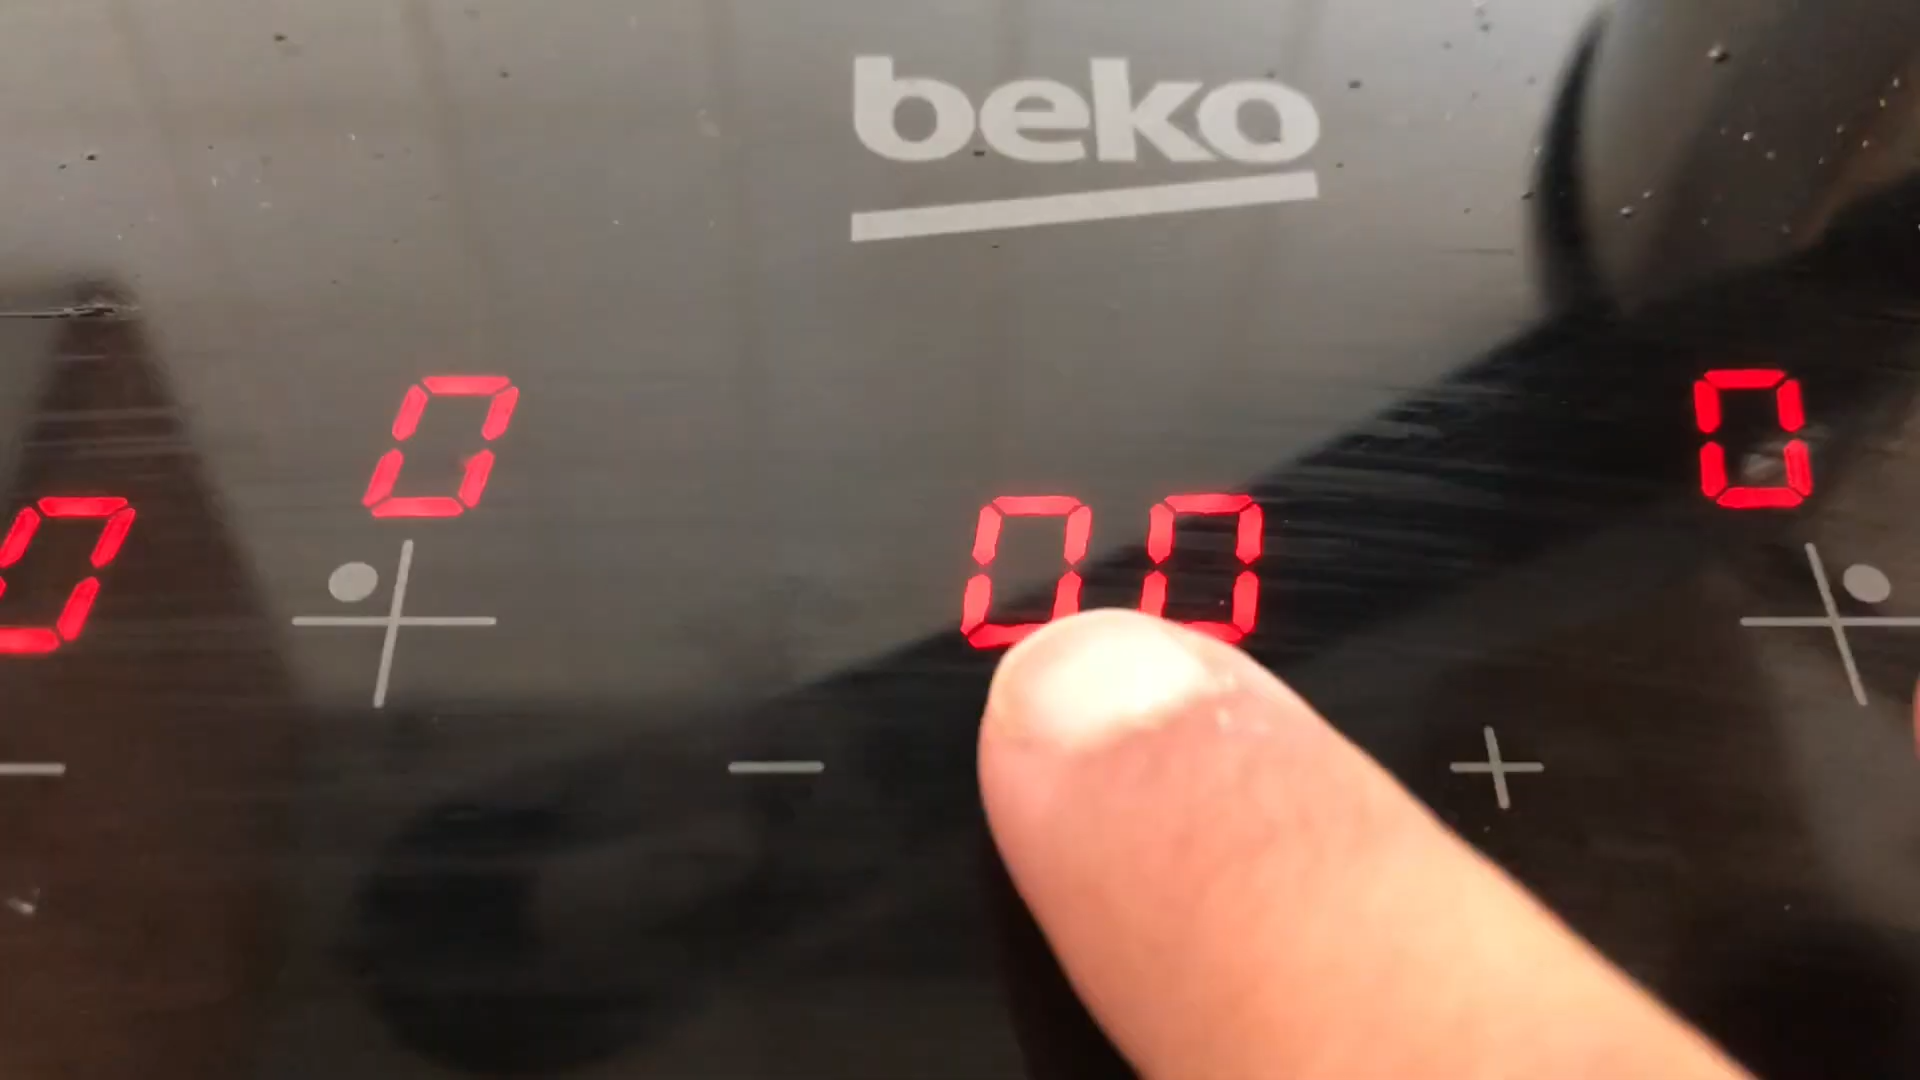 beko
0 0 00 0
− + − + +